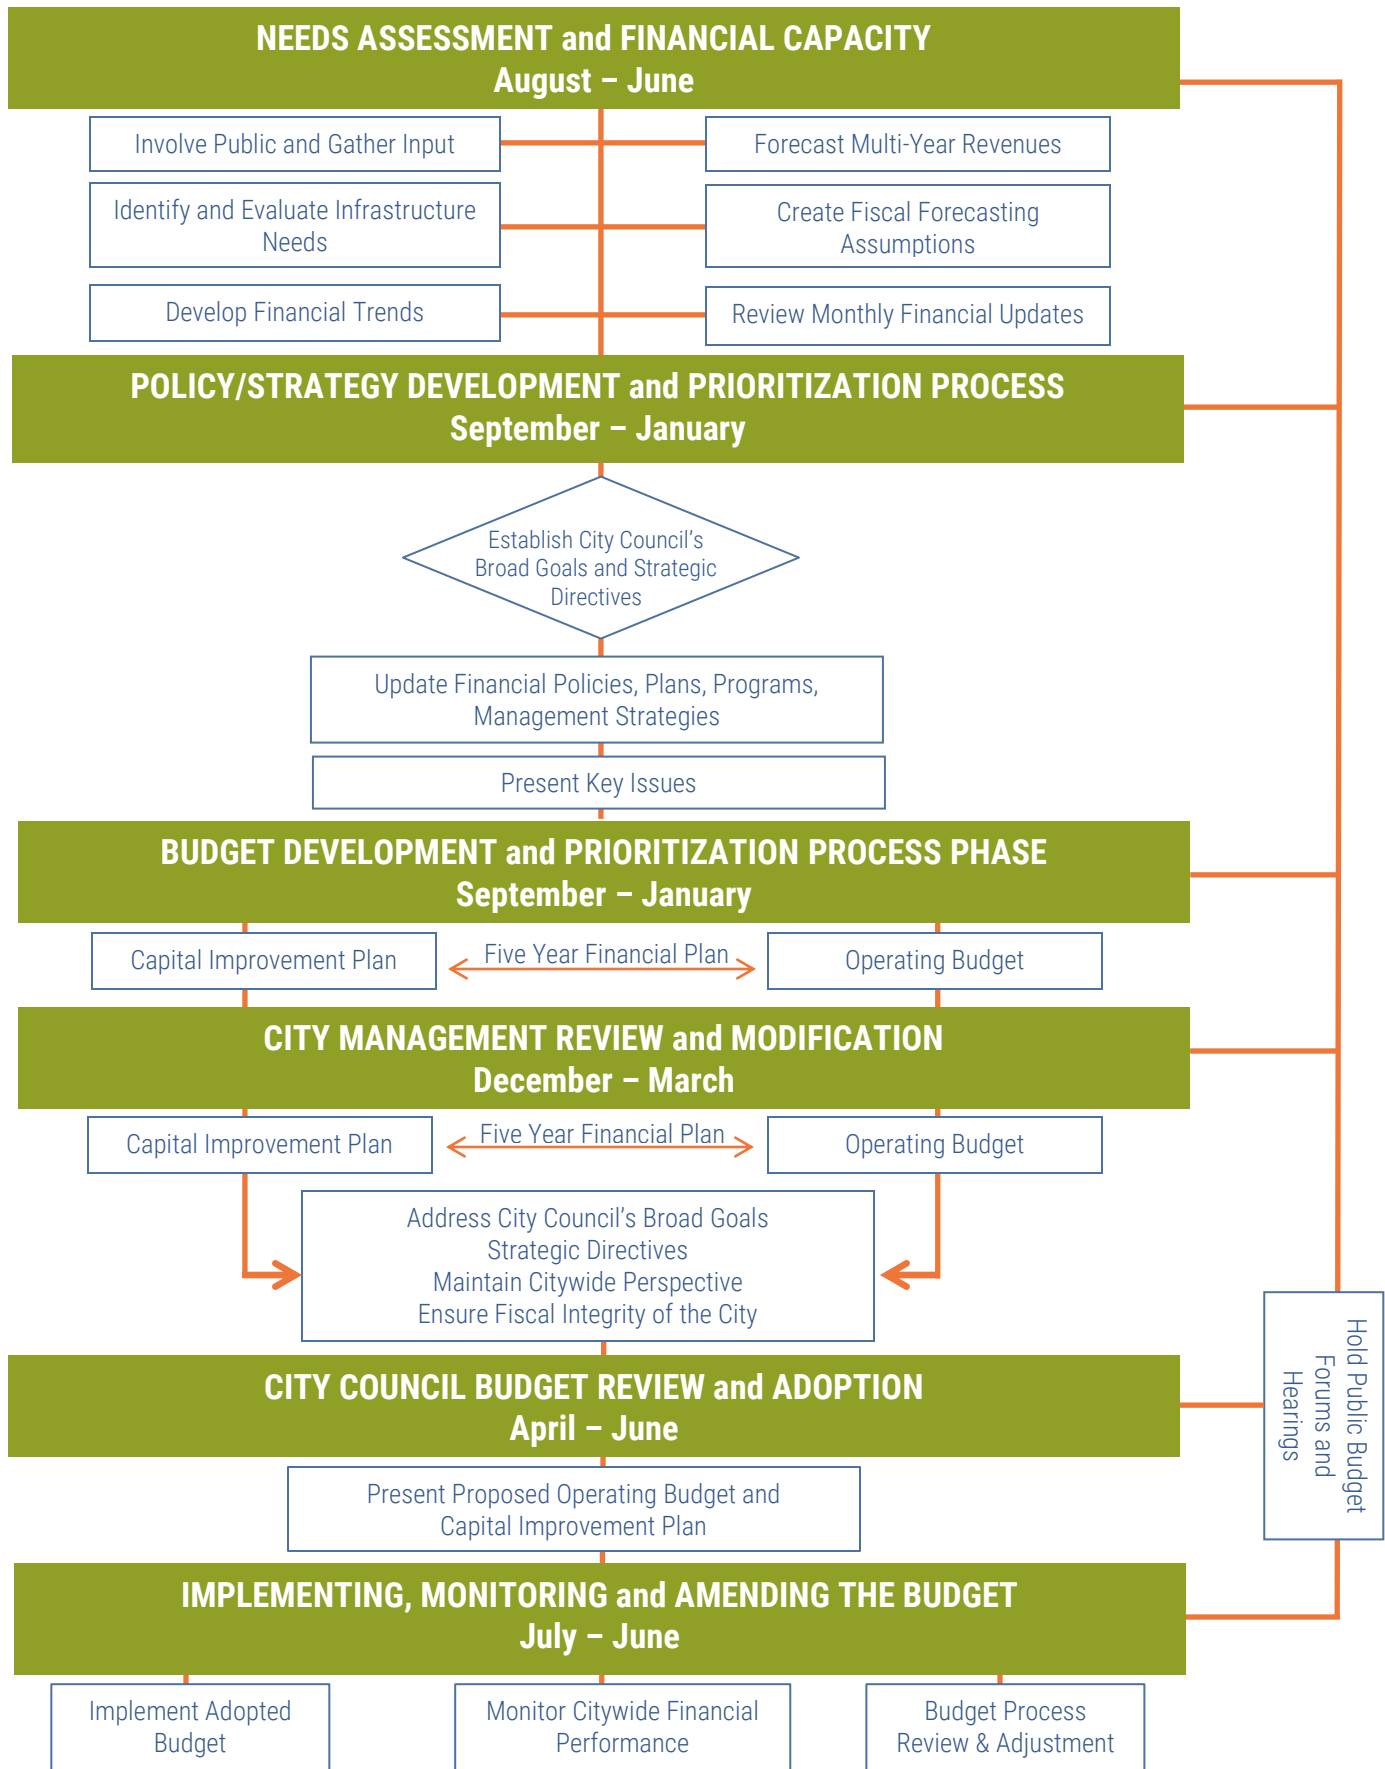 NEEDS ASSESSMENT and FINANCIAL CAPACITY
August – June
Involve Public and Gather Input
Forecast Multi-Year Revenues
Identify and Evaluate Infrastructure
Needs
Create Fiscal Forecasting
Assumptions
Develop Financial Trends
Review Monthly Financial Updates
POLICY/STRATEGY DEVELOPMENT and PRIORITIZATION PROCESS
September – January
Establish City Council’s
Broad Goals and Strategic
Directives
Update Financial Policies, Plans, Programs,
Management Strategies
Present Key Issues
BUDGET DEVELOPMENT and PRIORITIZATION PROCESS PHASE
September – January
Capital Improvement Plan
Five Year Financial Plan
Operating Budget
CITY MANAGEMENT REVIEW and MODIFICATION
December – March
Capital Improvement Plan
Five Year Financial Plan
Operating Budget
Address City Council’s Broad Goals
Strategic Directives
Maintain Citywide Perspective
Ensure Fiscal Integrity of the City
Hold Public Budget
Forums and
Hearings
CITY COUNCIL BUDGET REVIEW and ADOPTION
April – June
Present Proposed Operating Budget and
Capital Improvement Plan
IMPLEMENTING, MONITORING and AMENDING THE BUDGET
July – June
Implement Adopted
Budget
Monitor Citywide Financial
Performance
Budget Process
Review & Adjustment